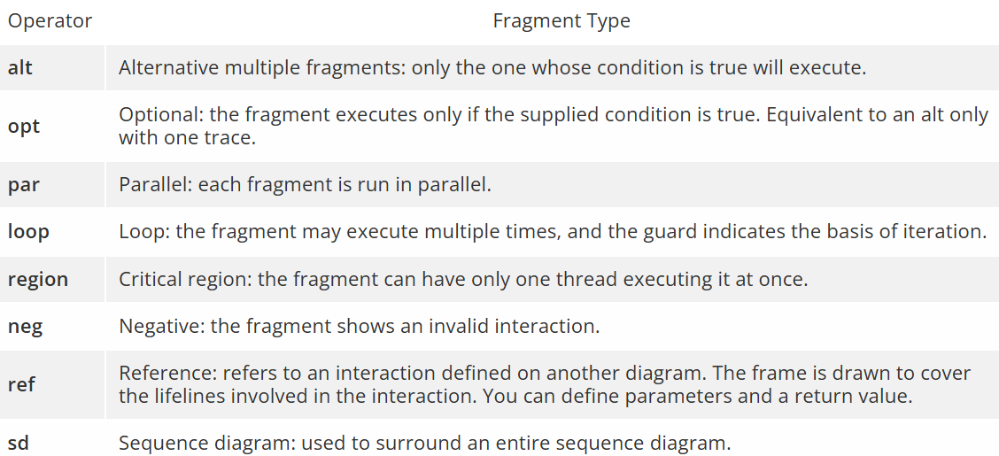 Operator Fragment Type
alt Alternative multiple fragments: only the one whose condition is true will execute.
opt Optional: the fragment executes only if the supplied condition is true. Equivalent to an alt only
with one trace.
par Parallel: each fragment is run in parallel.
loop Loop: the fragment may execute multiple times, and the guard indicates the basis of iteration.
region Critical region: the fragment can have only one thread executing it at once.
neg Negative: the fragment shows an invalid interaction.
ref Reference: refers to an interaction defined on another diagram. The frame is drawn to cover
the lifelines involved in the interaction. You can define parameters and a return value.
sd Sequence diagram: used to surround an entire sequence diagram.